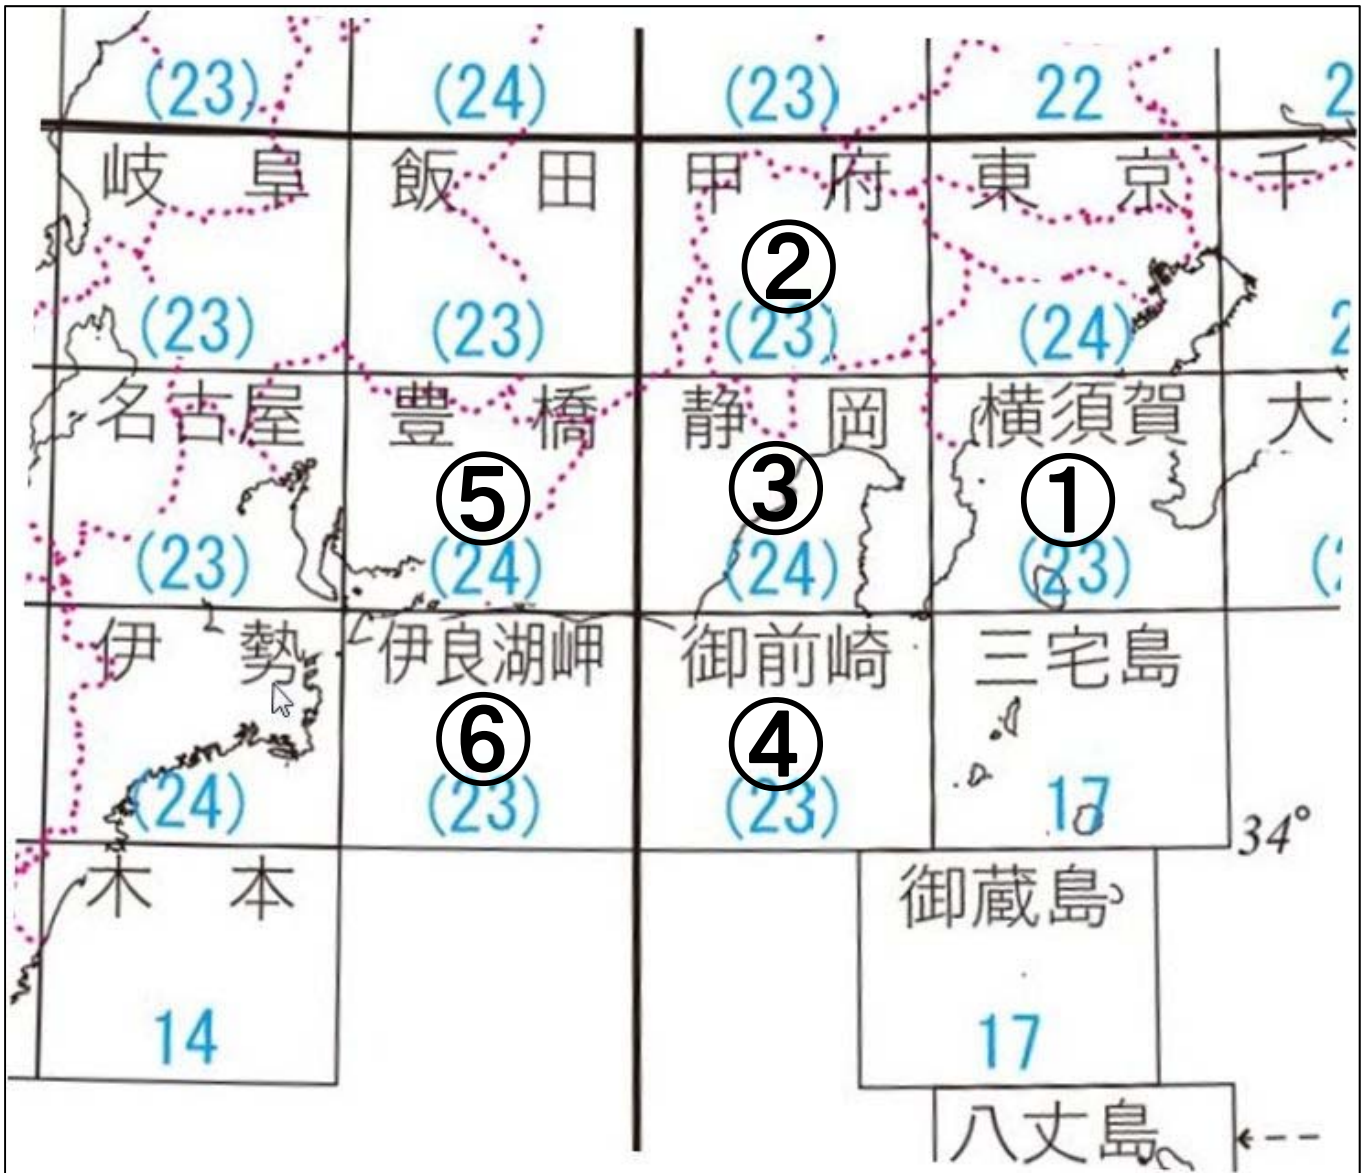 (23) (24) (23) 22 2
岐阜 飯田 甲府 東京 千
②
(23) (23) (23) (24) 2
名古屋 豊橋 静岡 横須賀 大
⑤ ③ ①
(23) (24) (24) (23) (2
伊勢 伊良湖岬 御前崎 三宅島
⑥ ④
(24) (23) (23) 17
34°
木本 御蔵島
14 17
八丈島